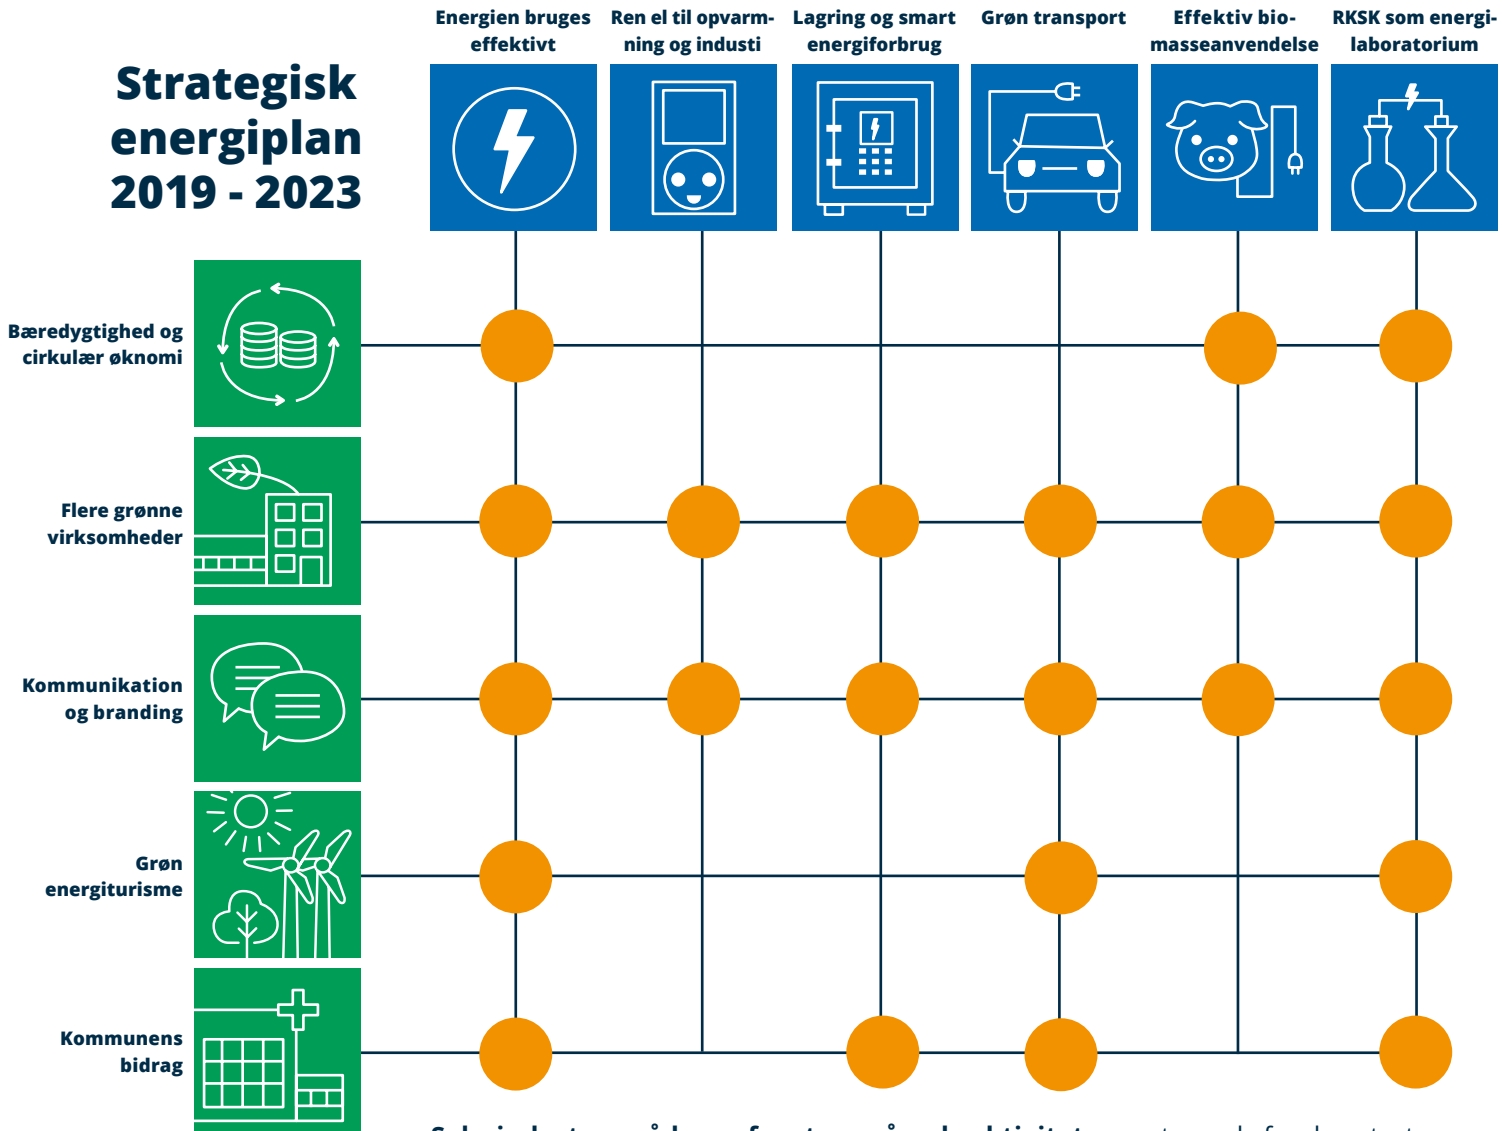 Energien bruges
effektivt
Ren el til opvarm-
ning og industi
Lagring og smart
energiforbrug
Grøn transport
Effektiv bio-
masseanvendelse
RKSK som energi-
laboratorium
Strategisk
energiplan
2019 - 2023
Bæredygtighed og
cirkulær øknomi
Flere grønne
virksomheder
Kommunikation
og branding
Grøn
energiturisme
Kommunens
bidrag